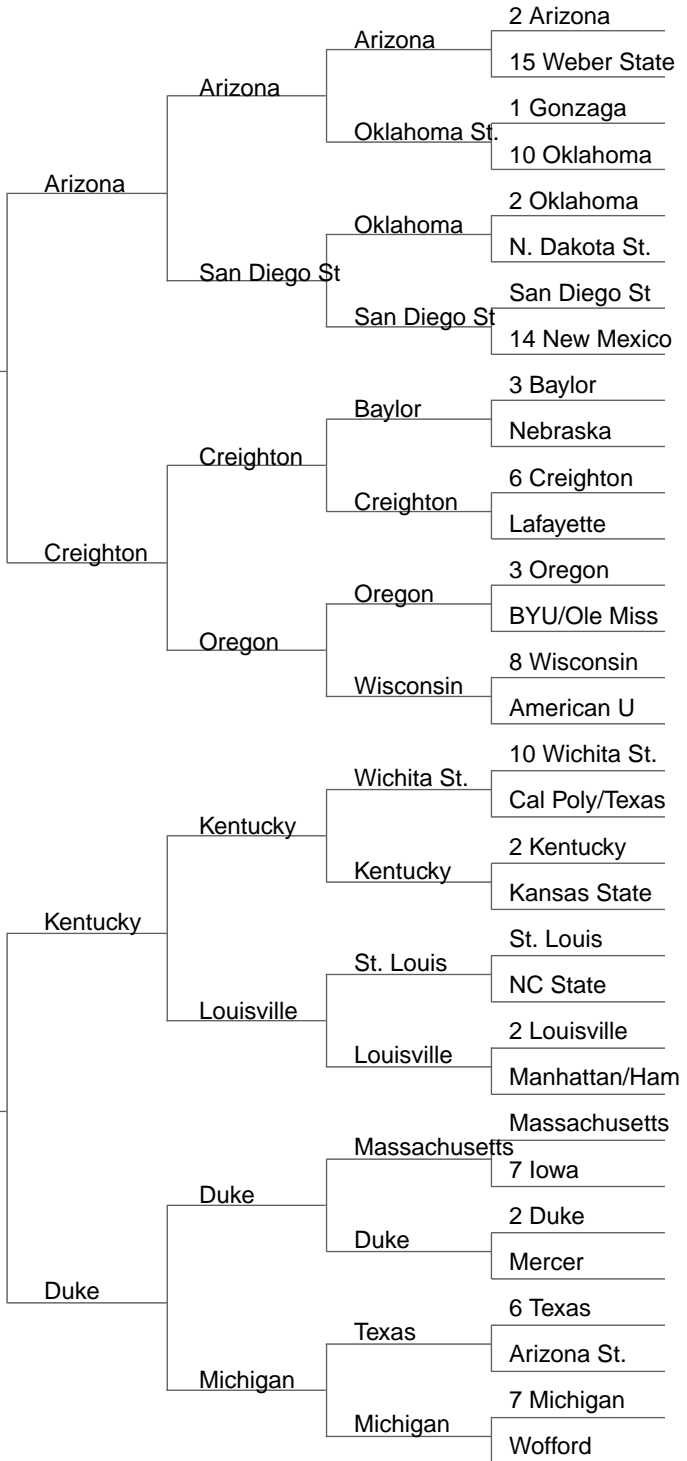 2 Arizona
Arizona
15 Weber State
Arizona
1 Gonzaga
Oklahoma St.
10 Oklahoma
Arizona
2 Oklahoma
Oklahoma
N. Dakota St.
San Diego St
San Diego St
San Diego St
14 New Mexico
3 Baylor
Baylor
Nebraska
Creighton
6 Creighton
Creighton
Lafayette
Creighton
3 Oregon
Oregon
BYU/Ole Miss
Oregon
8 Wisconsin
Wisconsin
American U
10 Wichita St.
Wichita St.
Cal Poly/Texas
Kentucky
2 Kentucky
Kentucky
Kansas State
Kentucky
St. Louis
St. Louis
NC State
Louisville
2 Louisville
Louisville
Manhattan/Ham
Massachusetts
Massachusetts
7 Iowa
Duke
2 Duke
Duke
Mercer
Duke
6 Texas
Texas
Arizona St.
Michigan
7 Michigan
Michigan
Wofford